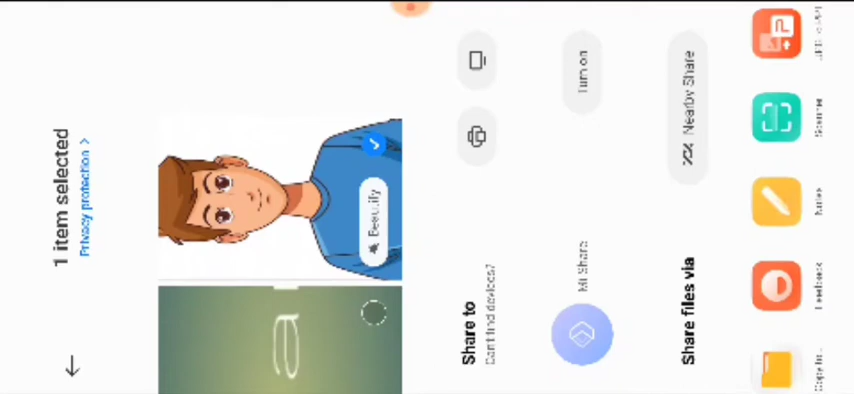 1 item selected
Privacy protection >
Beautify
a
Share to
Can't find devices?
Mi Share
Turn on
Share files via
Nearby Share
Scanner
Notes
Feedback